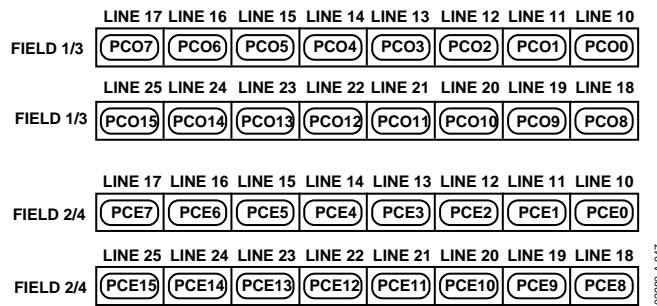 LINE 17 LINE 16 LINE 15 LINE 14 LINE 13 LINE 12 LINE 11 LINE 10
FIELD 1/3 PCO7 PCO6 PCO5 PCO4 PCO3 PCO2 PCO1 PCO0
LINE 25 LINE 24 LINE 23 LINE 22 LINE 21 LINE 20 LINE 19 LINE 18
FIELD 1/3 PCO15 PCO14 PCO13 PCO12 PCO11 PCO10 PCO9 PCO8
LINE 17 LINE 16 LINE 15 LINE 14 LINE 13 LINE 12 LINE 11 LINE 10
FIELD 2/4 PCE7 PCE6 PCE5 PCE4 PCE3 PCE2 PCE1 PCE0
LINE 25 LINE 24 LINE 23 LINE 22 LINE 21 LINE 20 LINE 19 LINE 18
FIELD 2/4 PCE15 PCE14 PCE13 PCE12 PCE11 PCE10 PCE9 PCE8